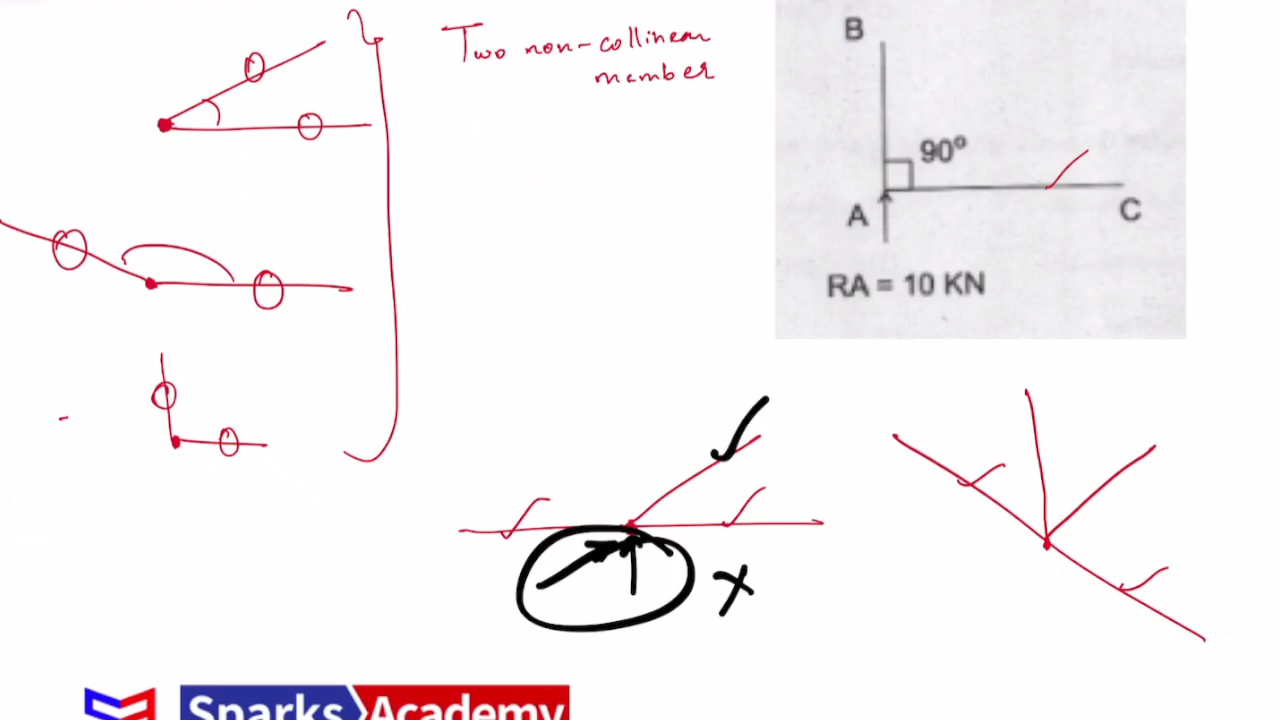 Two non-collinear
member
B
90°
A
C
RA = 10 KN
Sparks Academy